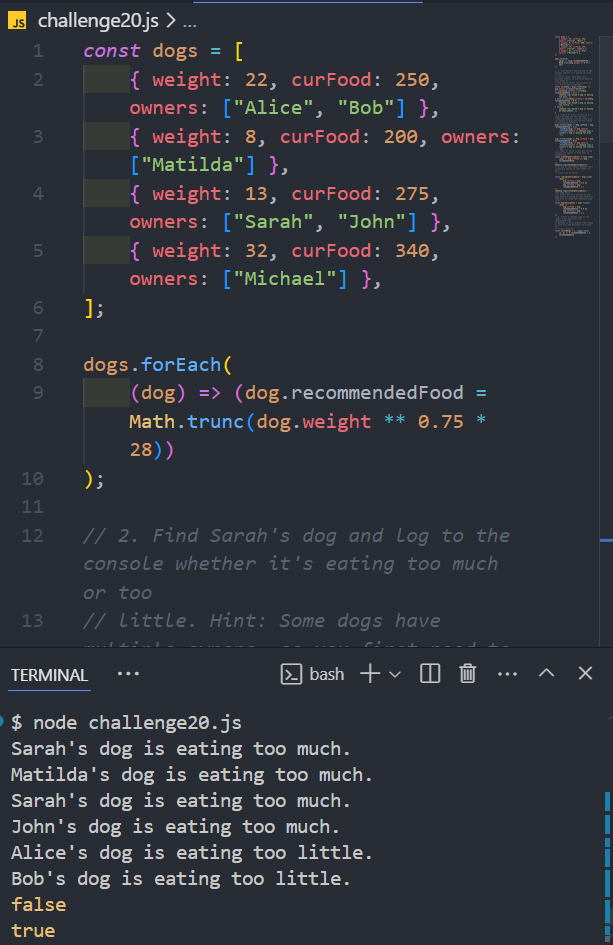 JS challenge20.js > ...
1 const dogs = [
2 { weight: 22, curFood: 250,
owners: ["Alice", "Bob"] },
3 { weight: 8, curFood: 200, owners:
["Matilda"] },
4 { weight: 13, curFood: 275,
owners: ["Sarah", "John"] },
5 { weight: 32, curFood: 340,
owners: ["Michael"] },
6 ];
7
8 dogs.forEach(
9 (dog) => (dog.recommendedFood =
Math.trunc(dog.weight ** 0.75 *
28))
10 );
11
12 // 2. Find Sarah's dog and log to the
console whether it's eating too much
or too
13 // little. Hint: Some dogs have
TERMINAL ... bash
$ node challenge20.js
Sarah's dog is eating too much.
Matilda's dog is eating too much.
Sarah's dog is eating too much.
John's dog is eating too much.
Alice's dog is eating too little.
Bob's dog is eating too little.
false
true